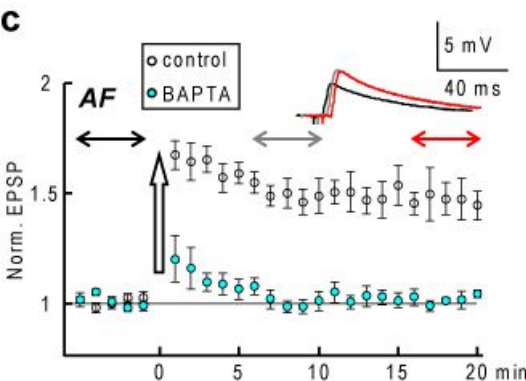 c
control
BAPTA
5 mV
40 ms
AF
2
1.5
1
Norm. EPSP
0 5 10 15 20 min